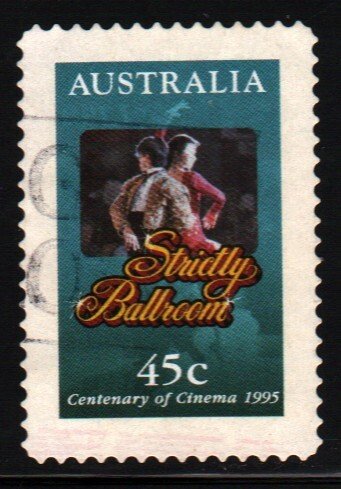 AUSTRALIA
Strictly
Ballroom
45c
Centenary of Cinema 1995